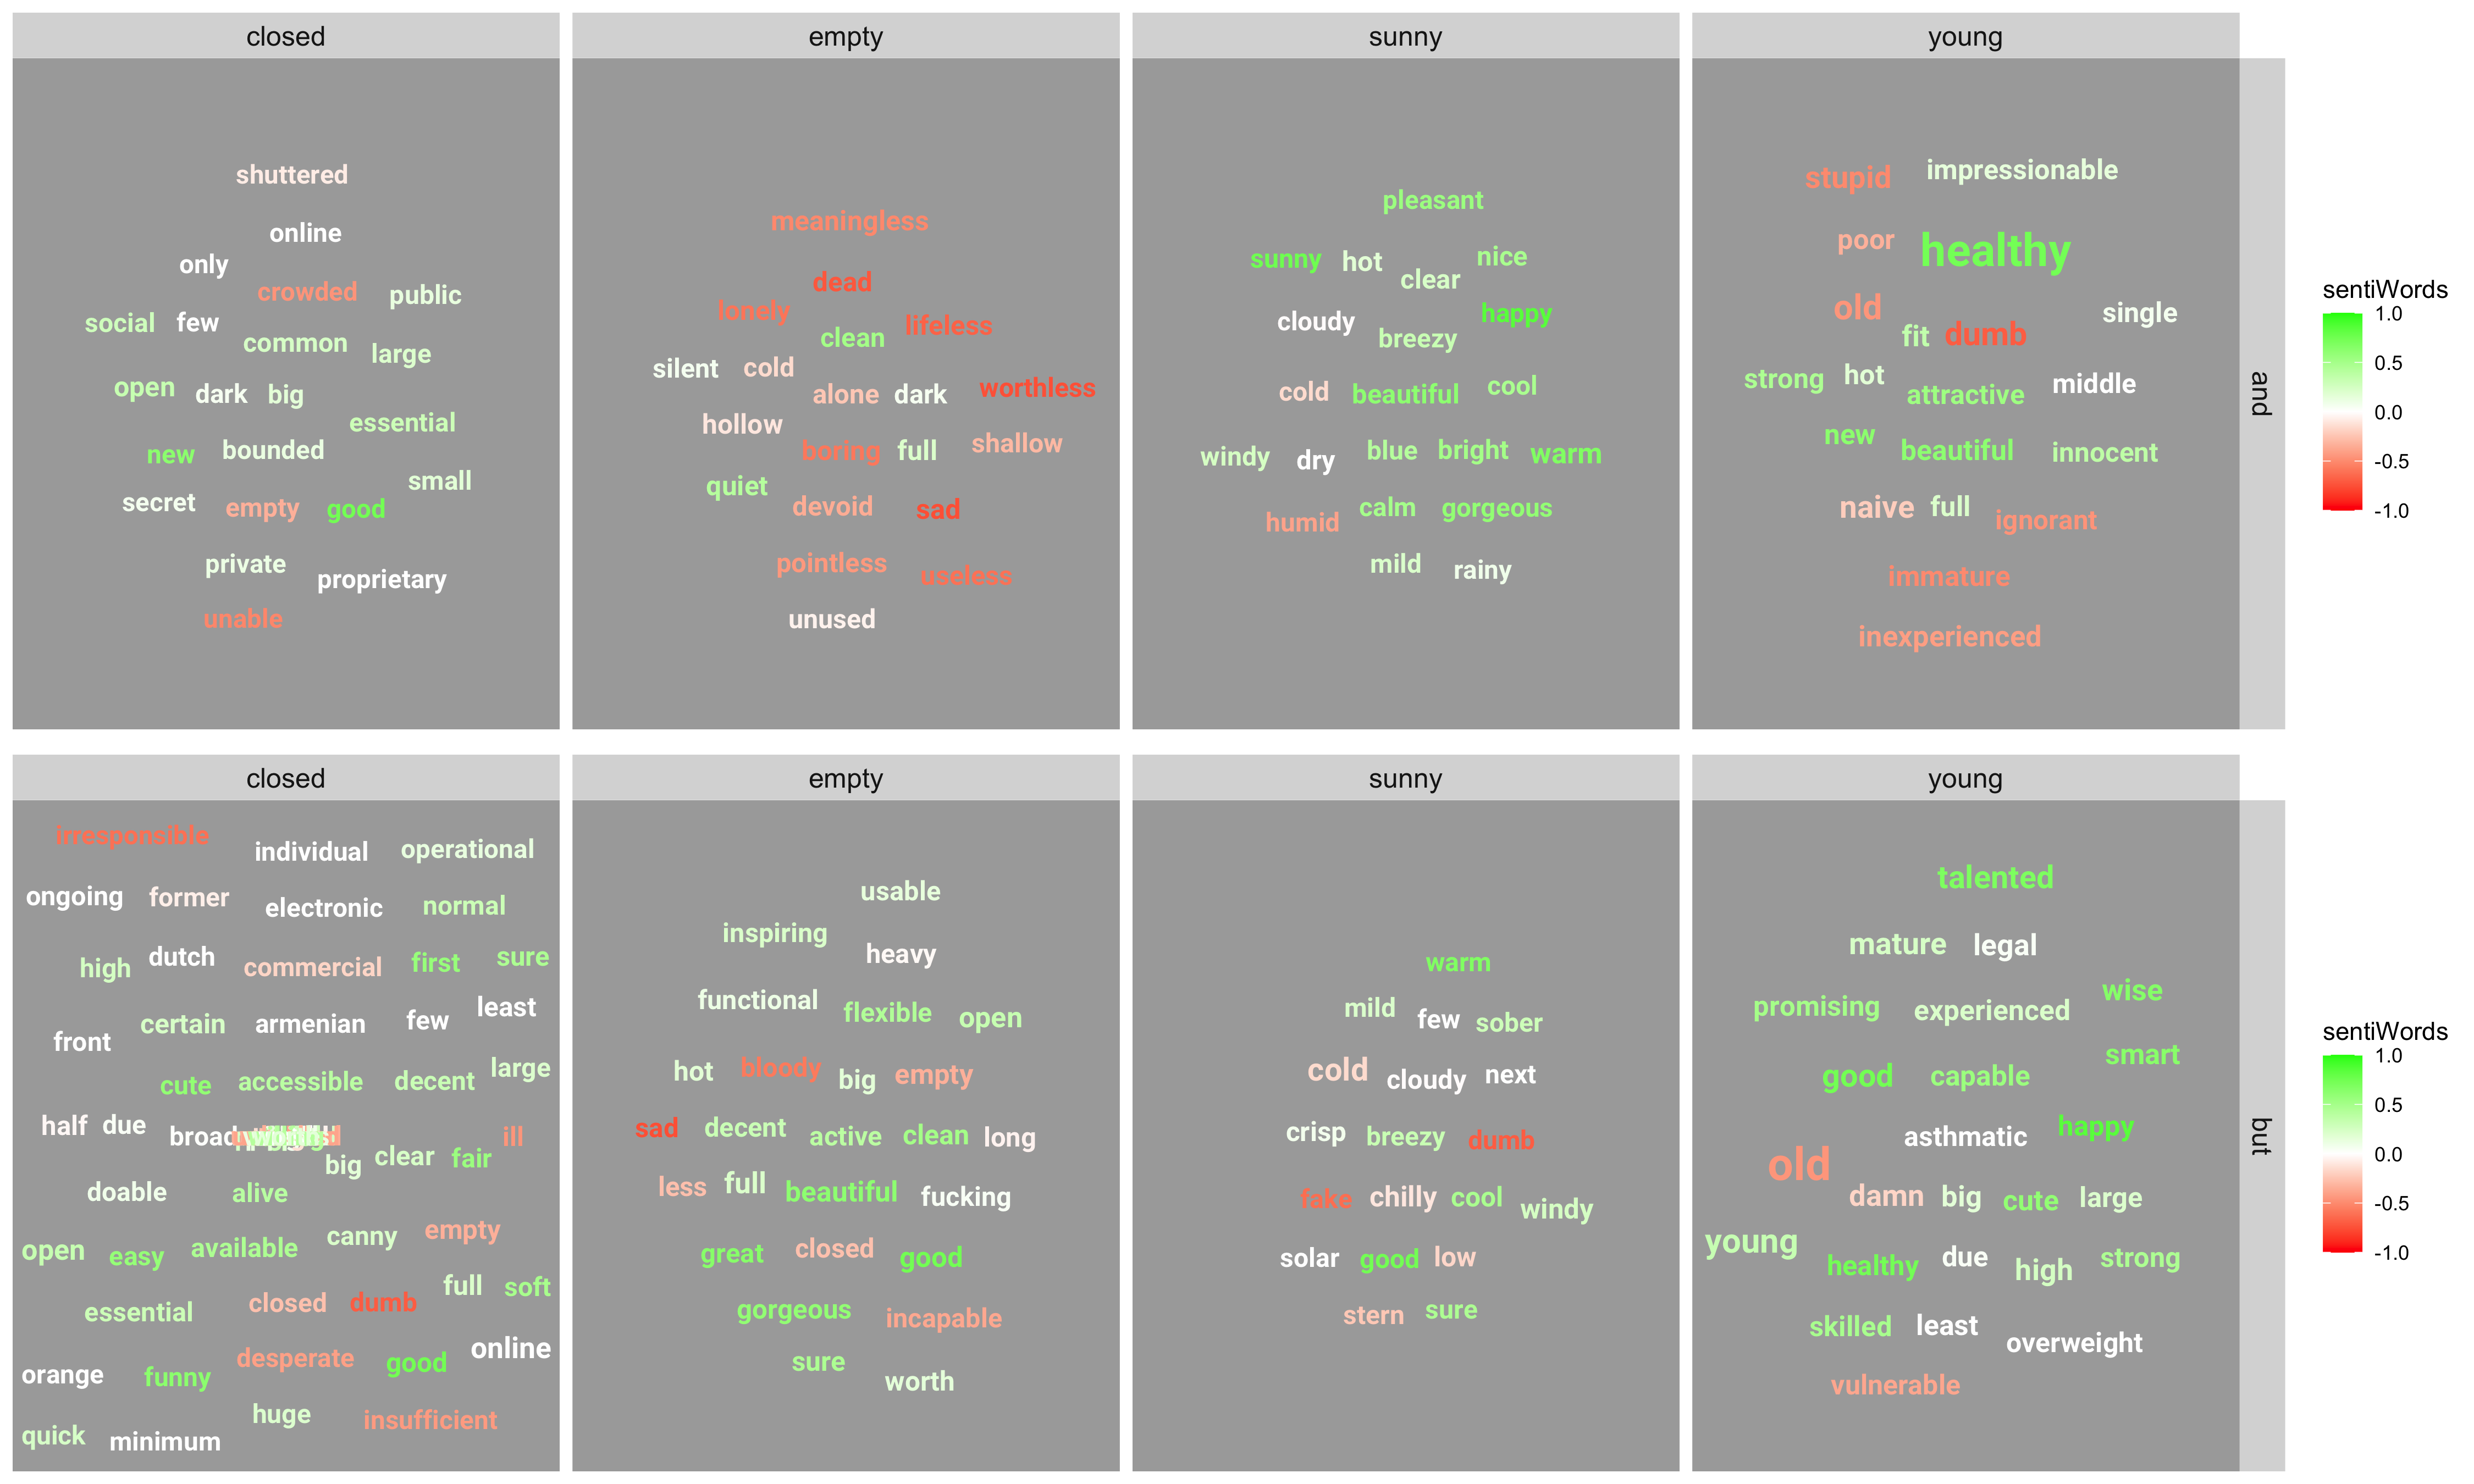 closed
empty
sunny
young
shuttered
online
only
crowded
public
social few
common
large
open dark big
essential
new bounded
small
secret empty good
private
proprietary
unable
meaningless
dead
lonely
lifeless
clean
silent cold
alone dark worthless
hollow
boring full shallow
quiet
devoid sad
pointless
useless
unused
pleasant
sunny hot nice
clear
cloudy happy
breezy
cold beautiful cool
windy dry blue bright warm
humid calm gorgeous
mild rainy
stupid impressionable
poor healthy
old single
fit dumb
strong hot attractive middle
new beautiful innocent
naive full ignorant
immature
inexperienced
and
sentiWords
1.0
0.5
0.0
-0.5
-1.0
closed
empty
sunny
young
irresponsible individual operational
ongoing former electronic normal
high dutch commercial first sure
least
front certain armenian few
cute accessible decent large
half due ill
big clear fair
doable alive
open easy available canny empty
full soft
essential closed dumb
online
orange funny desperate good
huge insufficient
quick minimum
usable
inspiring
heavy
functional flexible open
hot bloody big empty
sad decent active clean long
less full beautiful fucking
great closed good
gorgeous incapable
sure
worth
warm
mild few sober
cold cloudy next
crisp breezy dumb
fake chilly cool windy
solar good low
stern sure
talented
mature legal
promising experienced wise
smart
good capable
asthmatic happy
old
damn big cute large
young
healthy due high strong
skilled least overweight
vulnerable
but
sentiWords
1.0
0.5
0.0
-0.5
-1.0